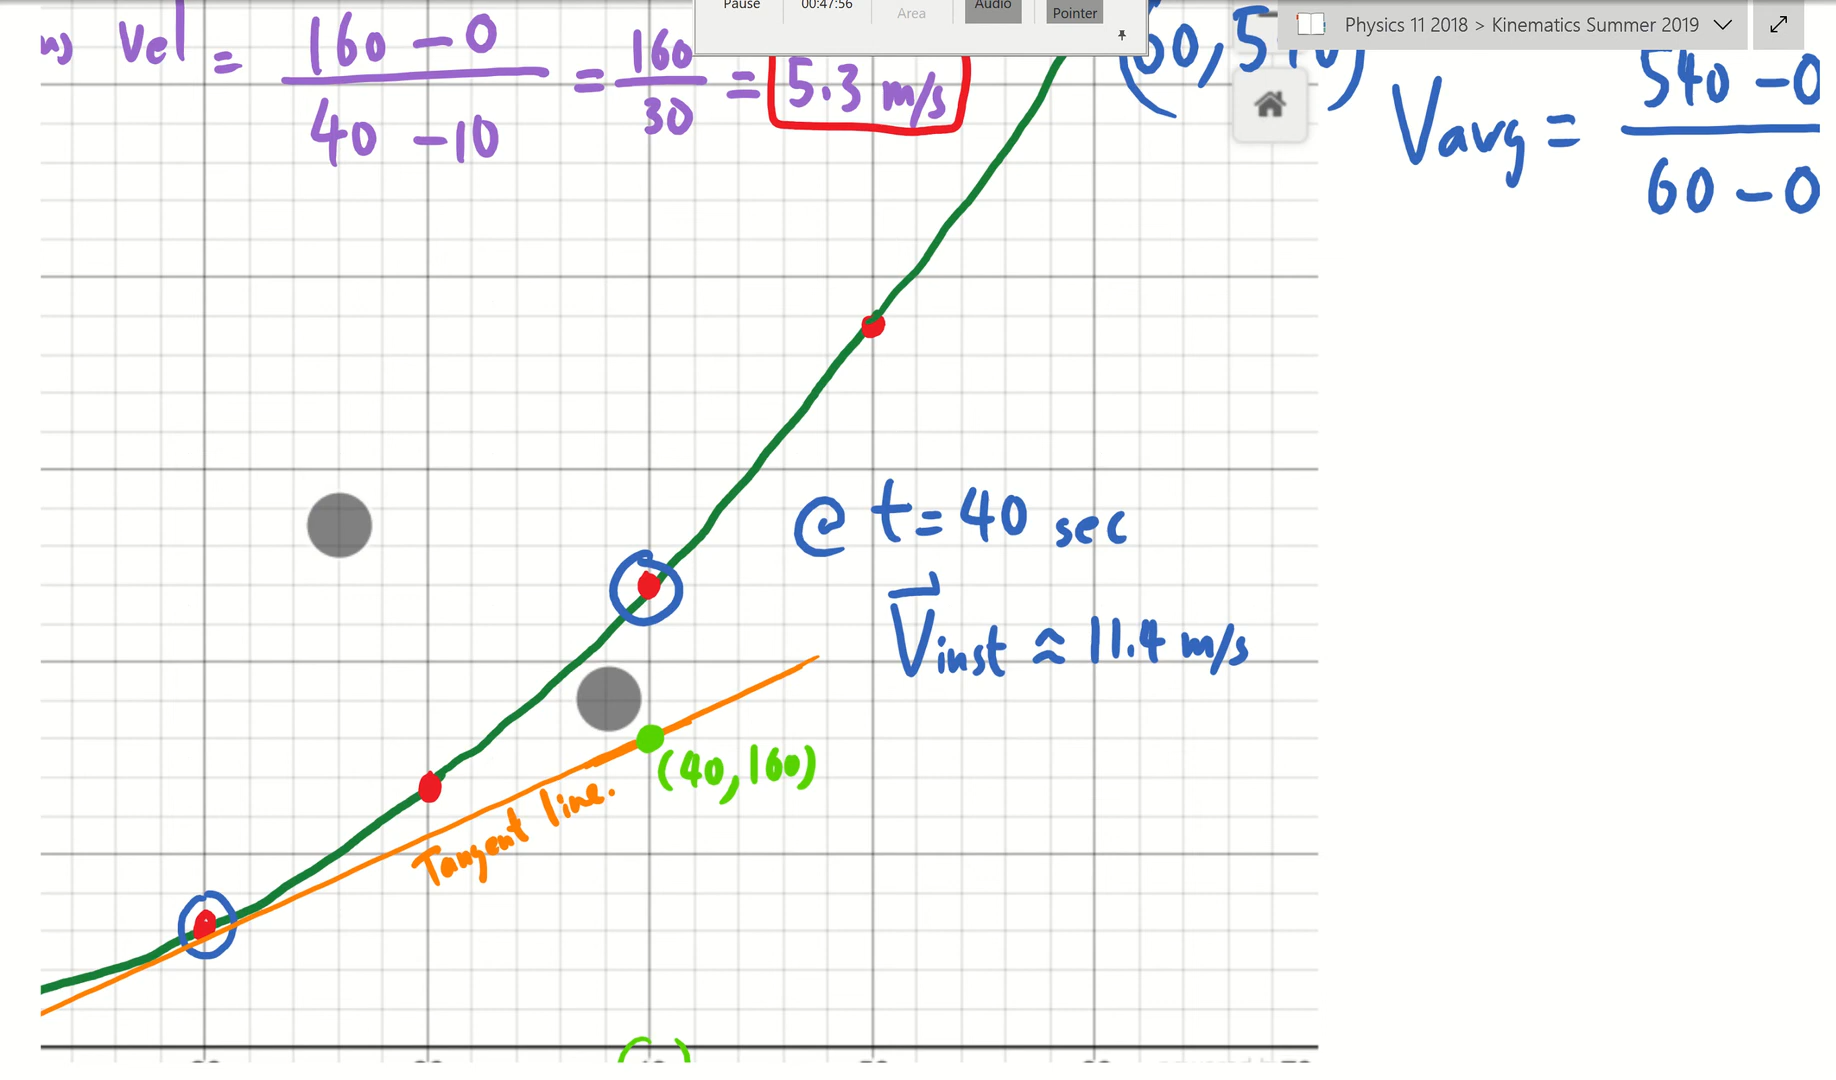 Pause 00:47:56 Area Audio Pointer
Physics 11 2018 > Kinematics Summer 2019
Vel = 160 - 0 / 40 - 10 = 160 / 30 = 5.3 m/s
Vavg = 540 - 0 / 60 - 0
@ t = 40 sec
Vinst ≈ 11.4 m/s
(40, 160)
Tangent line.